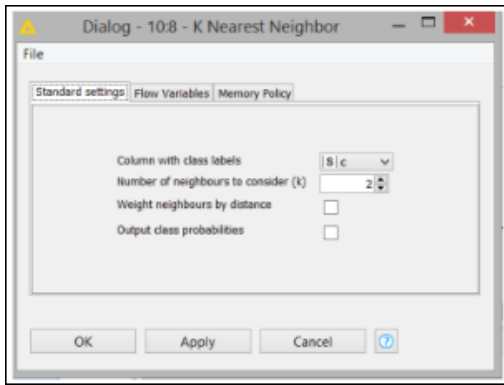 Dialog - 10:8 - K Nearest Neighbor
File
Standard settings Flow Variables Memory Policy
Column with class labels S c
Number of neighbours to consider (k) 2
Weight neighbours by distance
Output class probabilities
OK Apply Cancel ?